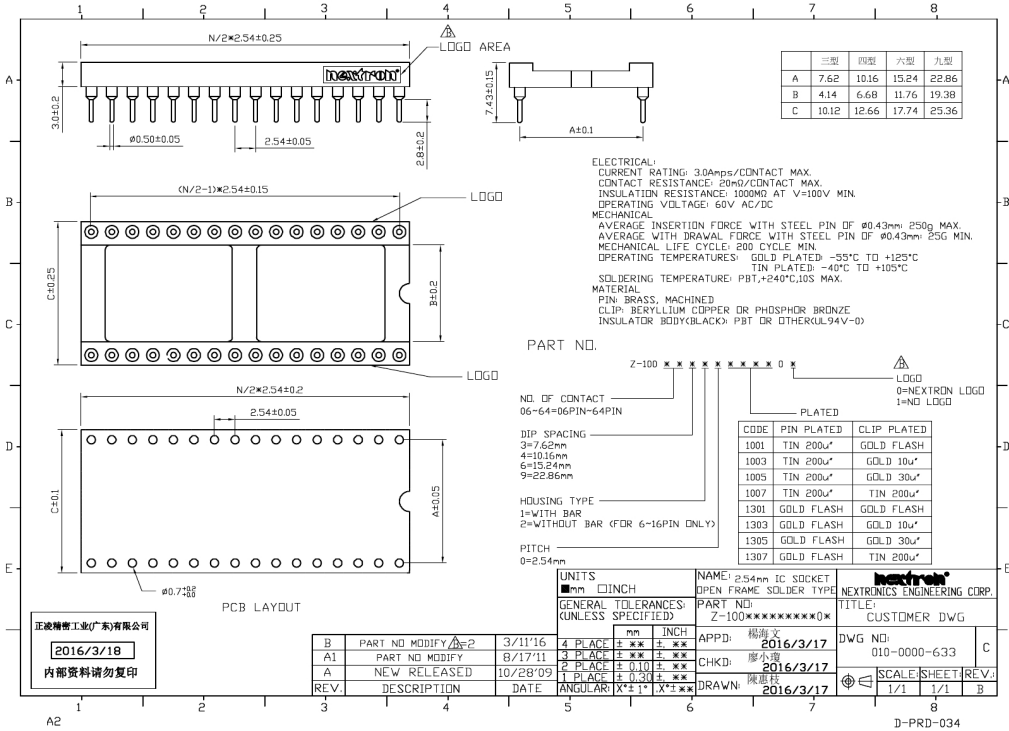 1 2 3 4 5 6 7 8
A
B
C
D
E
N/2*2.54±0.25
B
LOGO AREA
nextron
3.0±0.2
ø0.50±0.05
2.54±0.05
2.8±0.2
7.43±0.15
A±0.1
三型 四型 六型 九型
A 7.62 10.16 15.24 22.86
B 4.14 6.68 11.76 19.38
C 10.12 12.66 17.74 25.36
(N/2-1)*2.54±0.15
LOGO
C±0.25
B±0.2
LOGO
ELECTRICAL:
CURRENT RATING: 3.0Amps/CONTACT MAX.
CONTACT RESISTANCE: 20mΩ/CONTACT MAX.
INSULATION RESISTANCE: 1000MΩ AT V=100V MIN.
OPERATING VOLTAGE: 60V AC/DC
MECHANICAL
AVERAGE INSERTION FORCE WITH STEEL PIN OF ø0.43mm: 250g MAX.
AVERAGE WITH DRAWAL FORCE WITH STEEL PIN OF ø0.43mm: 25G MIN.
MECHANICAL LIFE CYCLE: 200 CYCLE MIN.
OPERATING TEMPERATURES: GOLD PLATED: -55°C TO +125°C
TIN PLATED: -40°C TO +105°C
SOLDERING TEMPERATURE: PBT,+240°C,10S MAX.
MATERIAL
PIN: BRASS, MACHINED
CLIP: BERYLLIUM COPPER OR PHOSPHOR BRONZE
INSULATOR BODY(BLACK): PBT OR OTHER(UL94V-0)
PART NO.
Z-100 * * * * * * * * * 0 *
B
LOGO
0=NEXTRON LOGO
1=NO LOGO
NO. OF CONTACT
06~64=06PIN~64PIN
PLATED
DIP SPACING
3=7.62mm
4=10.16mm
6=15.24mm
9=22.86mm
HOUSING TYPE
1=WITH BAR
2=WITHOUT BAR (FOR 6~16PIN ONLY)
PITCH
0=2.54mm
CODE PIN PLATED CLIP PLATED
1001 TIN 200u" GOLD FLASH
1003 TIN 200u" GOLD 10u"
1005 TIN 200u" GOLD 30u"
1007 TIN 200u" TIN 200u"
1301 GOLD FLASH GOLD FLASH
1303 GOLD FLASH GOLD 10u"
1305 GOLD FLASH GOLD 30u"
1307 GOLD FLASH TIN 200u"
N/2*2.54±0.2
2.54±0.05
C±0.1
A±0.05
ø0.7+0.2 +0.0
PCB LAYOUT
正凌精密工业(广东)有限公司
2016/3/18
内部资料请勿复印
B PART NO MODIFY B=2 3/11'16
A1 PART NO MODIFY 8/17'11
A NEW RELEASED 10/28'09
REV. DESCRIPTION DATE
UNITS
■mm □INCH
GENERAL TOLERANCES:
(UNLESS SPECIFIED)
mm INCH
4 PLACE ± ** ±. **
3 PLACE ± ** ±. **
2 PLACE ± 0.10 ±. **
1 PLACE ± 0.30 ±. **
ANGULAR: X°± 1° .X°± **
NAME: 2.54mm IC SOCKET
OPEN FRAME SOLDER TYPE
PART NO:
Z-100*********0*
APPD: 楊海文
2016/3/17
CHKD: 廖小瓊
2016/3/17
DRAWN: 陳惠枝
2016/3/17
nextron
NEXTRONICS ENGINEERING CORP.
TITLE:
CUSTOMER DWG
DWG NO:
010-0000-633
C
SCALE: SHEET: REV.:
1/1 1/1 B
1 2 3 4 5 6 7 8
A
B
C
D
E
A2
D-PRD-034